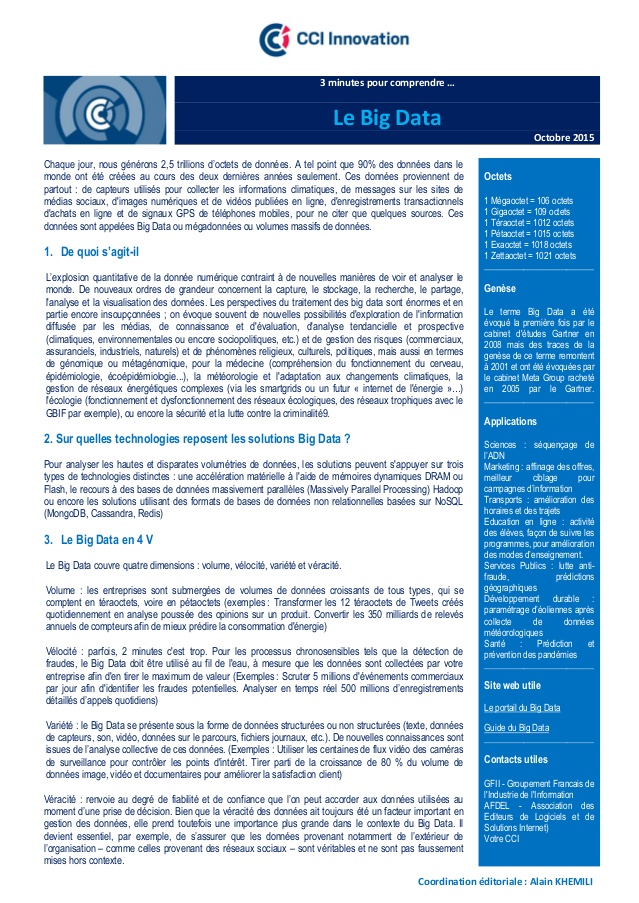 CCI Innovation
3 minutes pour comprendre ...
Le Big Data
Octobre 2015
Chaque jour, nous générons 2,5 trillions d'octets de données. A tel point que 90% des données dans le
monde ont été créées au cours des deux dernières années seulement. Ces données proviennent de
partout : de capteurs utilisés pour collecter les informations climatiques, de messages sur les sites de
médias sociaux, d'images numériques et de vidéos publiées en ligne, d'enregistrements transactionnels
d'achats en ligne et de signaux GPS de téléphones mobiles, pour ne citer que quelques sources. Ces
données sont appelées Big Data ou mégadonnées ou volumes massifs de données.
1. De quoi s'agit-il
L'explosion quantitative de la donnée numérique contraint à de nouvelles manières de voir et analyser le
monde. De nouveaux ordres de grandeur concernent la capture, le stockage, la recherche, le partage,
l'analyse et la visualisation des données. Les perspectives du traitement des big data sont énormes et en
partie encore insoupçonnées ; on évoque souvent de nouvelles possibilités d'exploration de l'information
diffusée par les médias, de connaissance et d'évaluation, d'analyse tendancielle et prospective
(climatiques, environnementales ou encore sociopolitiques, etc.) et de gestion des risques (commerciaux,
assuranciels, industriels, naturels) et de phénomènes religieux, culturels, politiques, mais aussi en termes
de génomique ou métagénomique, pour la médecine (compréhension du fonctionnement du cerveau,
épidémiologie, écoépidémiologie...), la météorologie et l'adaptation aux changements climatiques, la
gestion de réseaux énergétiques complexes (via les smartgrids ou un futur « internet de l'énergie »...)
l'écologie (fonctionnement et dysfonctionnement des réseaux écologiques, des réseaux trophiques avec le
GBIF par exemple), ou encore la sécurité et la lutte contre la criminalité9.
2. Sur quelles technologies reposent les solutions Big Data ?
Pour analyser les hautes et disparates volumétries de données, les solutions peuvent s'appuyer sur trois
types de technologies distinctes : une accélération matérielle à l'aide de mémoires dynamiques DRAM ou
Flash, le recours à des bases de données massivement parallèles (Massively Parallel Processing) Hadoop
ou encore les solutions utilisant des formats de bases de données non relationnelles basées sur NoSQL
(MongoDB, Cassandra, Redis)
3. Le Big Data en 4 V
Le Big Data couvre quatre dimensions : volume, vélocité, variété et véracité.
Volume : les entreprises sont submergées de volumes de données croissants de tous types, qui se
comptent en téraoctets, voire en pétaoctets (exemples : Transformer les 12 téraoctets de Tweets créés
quotidiennement en analyse poussée des opinions sur un produit. Convertir les 350 milliards de relevés
annuels de compteurs afin de mieux prédire la consommation d'énergie)
Vélocité : parfois, 2 minutes c'est trop. Pour les processus chronosensibles tels que la détection de
fraudes, le Big Data doit être utilisé au fil de l'eau, à mesure que les données sont collectées par votre
entreprise afin d'en tirer le maximum de valeur (Exemples : Scruter 5 millions d'événements commerciaux
par jour afin d'identifier les fraudes potentielles. Analyser en temps réel 500 millions d'enregistrements
détaillés d'appels quotidiens)
Variété : le Big Data se présente sous la forme de données structurées ou non structurées (texte, données
de capteurs, son, vidéo, données sur le parcours, fichiers journaux, etc.). De nouvelles connaissances sont
issues de l'analyse collective de ces données. (Exemples : Utiliser les centaines de flux vidéo des caméras
de surveillance pour contrôler les points d'intérêt. Tirer parti de la croissance de 80 % du volume de
données image, vidéo et documentaires pour améliorer la satisfaction client)
Véracité : renvoie au degré de fiabilité et de confiance que l'on peut accorder aux données utilisées au
moment d'une prise de décision. Bien que la véracité des données ait toujours été un facteur important en
gestion des données, elle prend toutefois une importance plus grande dans le contexte du Big Data. Il
devient essentiel, par exemple, de s'assurer que les données provenant notamment de l'extérieur de
l'organisation – comme celles provenant des réseaux sociaux – sont véritables et ne sont pas faussement
mises hors contexte.
Octets
1 Mégaoctet = 106 octets
1 Gigaoctet = 109 octets
1 Téraoctet = 1012 octets
1 Pétaoctet = 1015 octets
1 Exaoctet = 1018 octets
1 Zettaoctet = 1021 octets
Genèse
Le terme Big Data a été
évoqué la première fois par le
cabinet d'études Gartner en
2008 mais des traces de la
genèse de ce terme remontent
à 2001 et ont été évoquées par
le cabinet Meta Group racheté
en 2005 par le Gartner.
Applications
Sciences : séquençage de
l'ADN
Marketing : affinage des offres,
meilleur ciblage pour
campagnes d'information
Transports : amélioration des
horaires et des trajets
Education en ligne : activité
des élèves, façon de suivre les
programmes, pour amélioration
des modes d'enseignement.
Services Publics : lutte anti-
fraude, prédictions
géographiques
Développement durable :
paramétrage d'éoliennes après
collecte de données
météorologiques
Santé : Prédiction et
prévention des pandémies
Site web utile
Le portail du Big Data
Guide du Big Data
Contacts utiles
GFII - Groupement Francais de
l'Industrie de l'Information
AFDEL - Association des
Editeurs de Logiciels et de
Solutions Internet)
Votre CCI
Coordination éditoriale : Alain KHEMILI